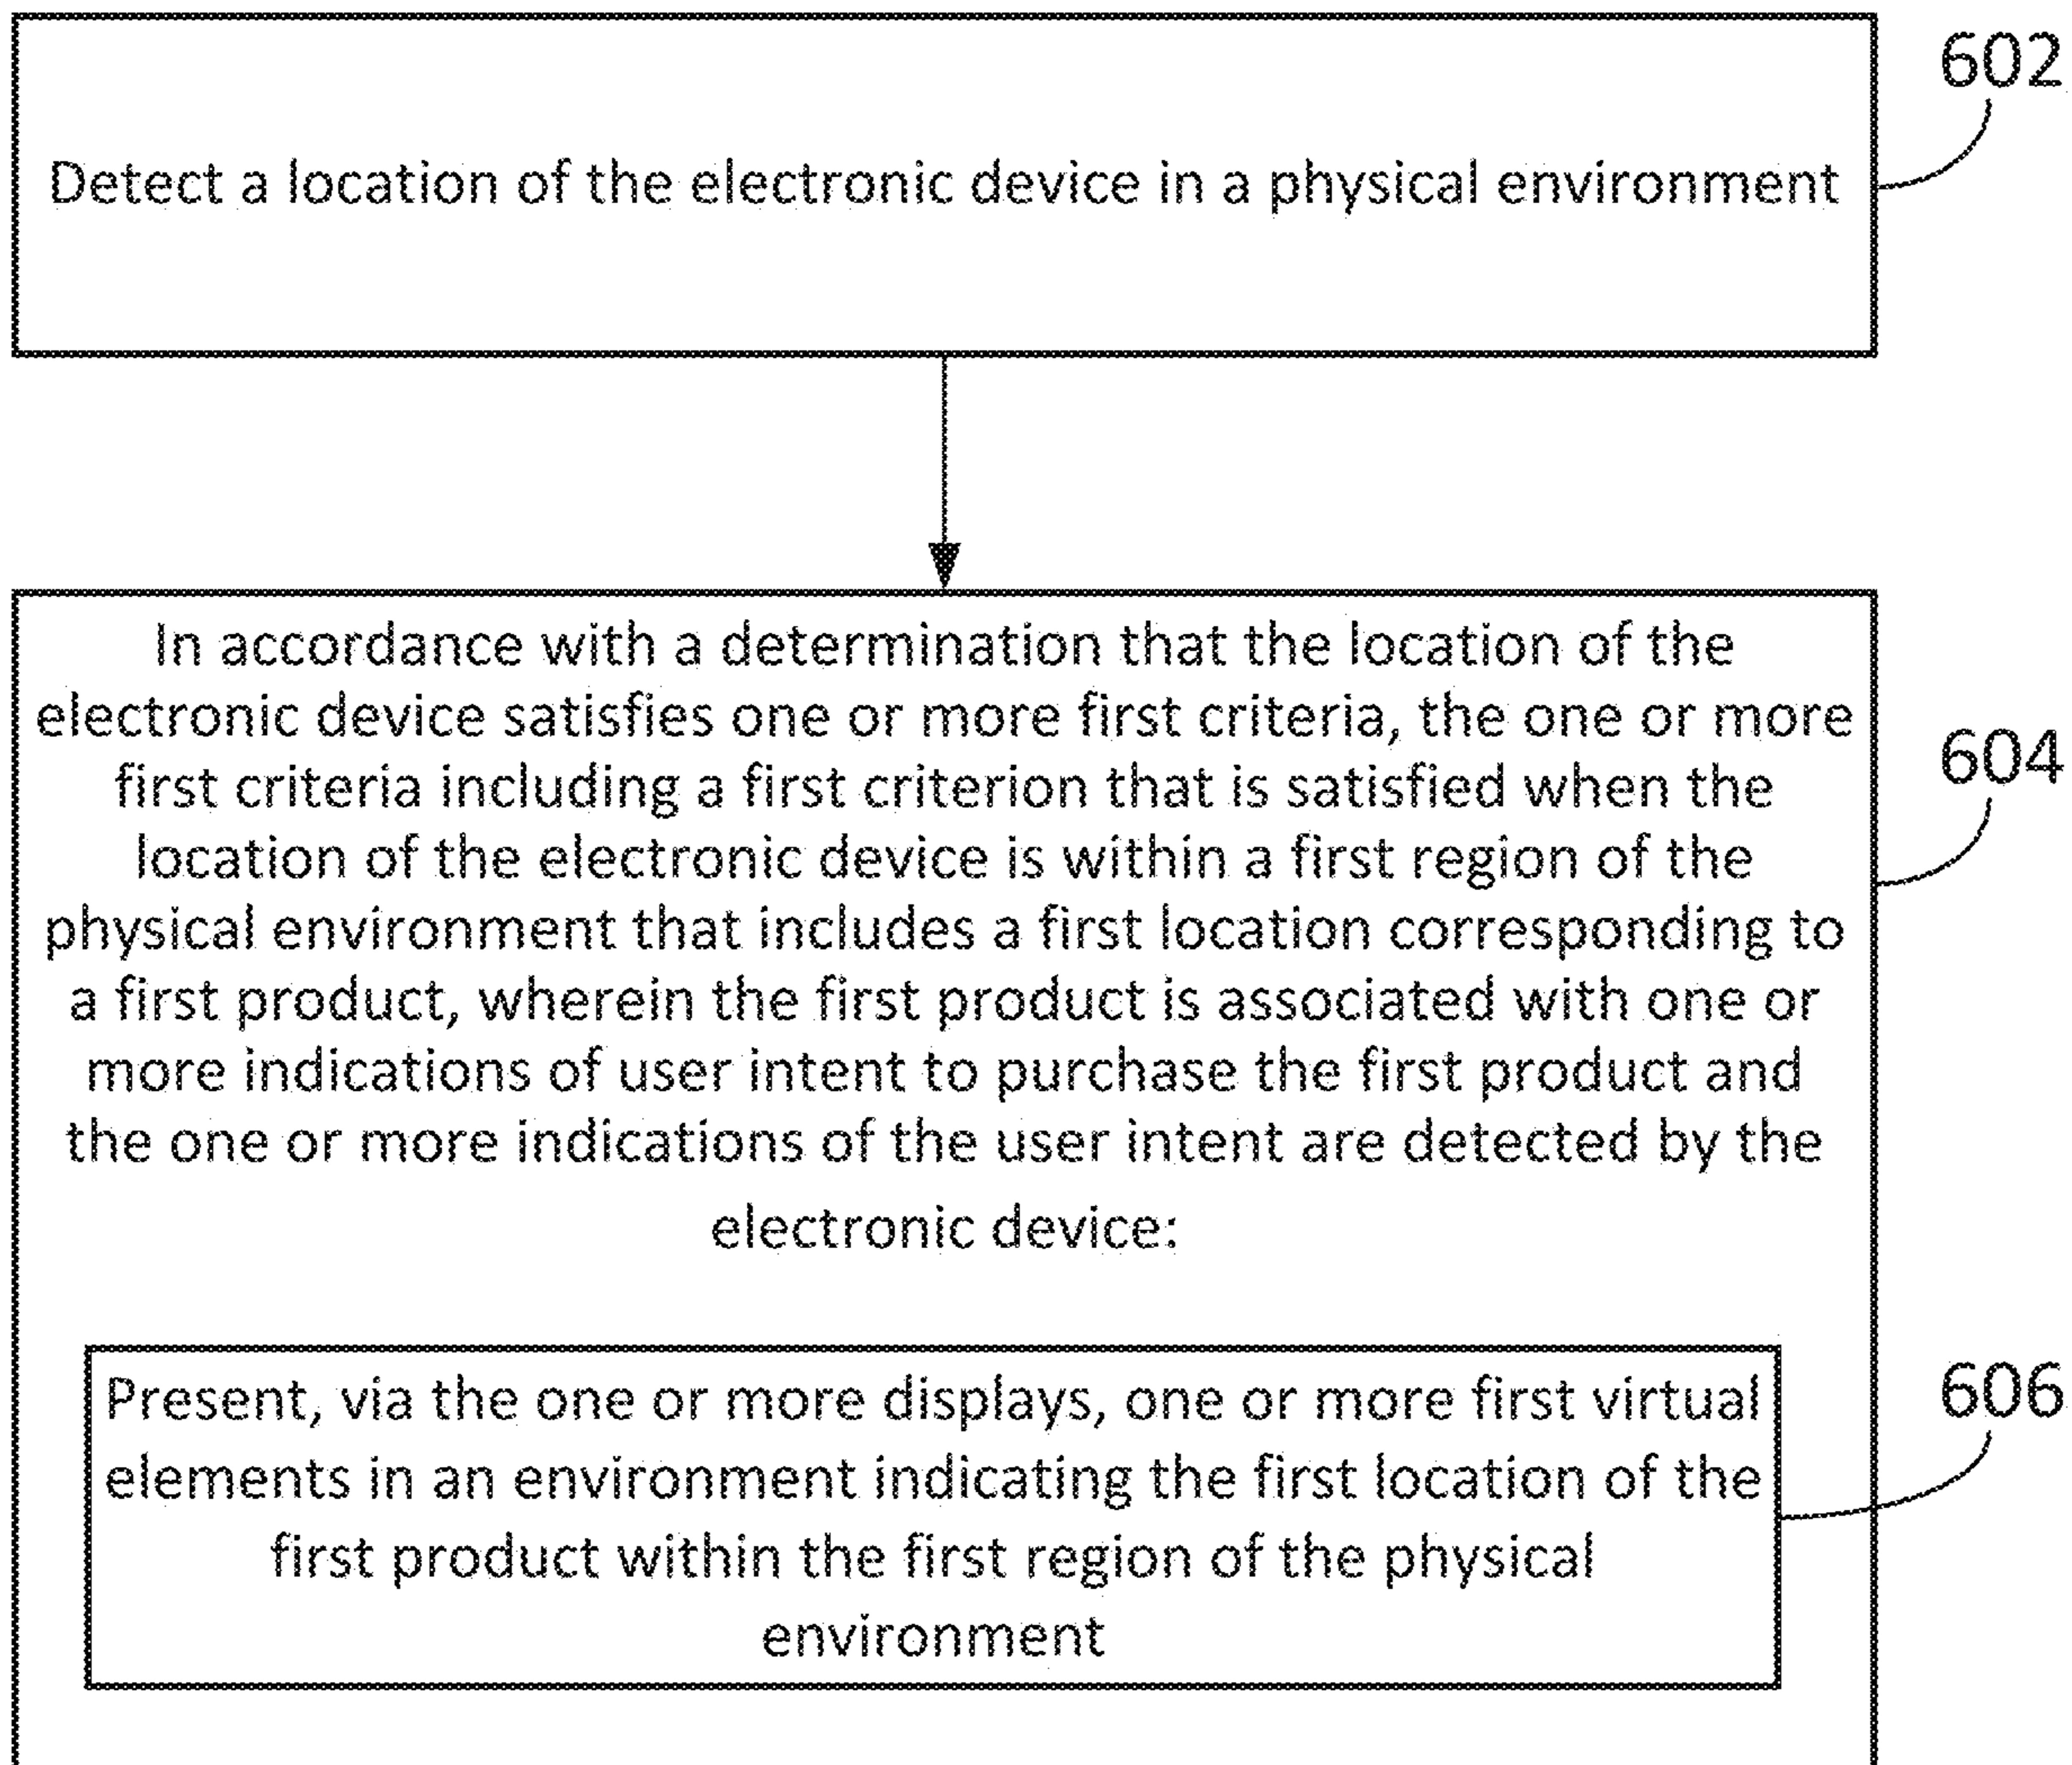 602
Detect a location of the electronic device in a physical environment
In accordance with a determination that the location of the
electronic device satisfies one or more first criteria, the one or more
first criteria including a first criterion that is satisfied when the
location of the electronic device is within a first region of the
physical environment that includes a first location corresponding to
a first product, wherein the first product is associated with one or
more indications of user intent to purchase the first product and
the one or more indications of the user intent are detected by the
electronic device:
604
Present, via the one or more displays, one or more first virtual
elements in an environment indicating the first location of the
first product within the first region of the physical
environment
606